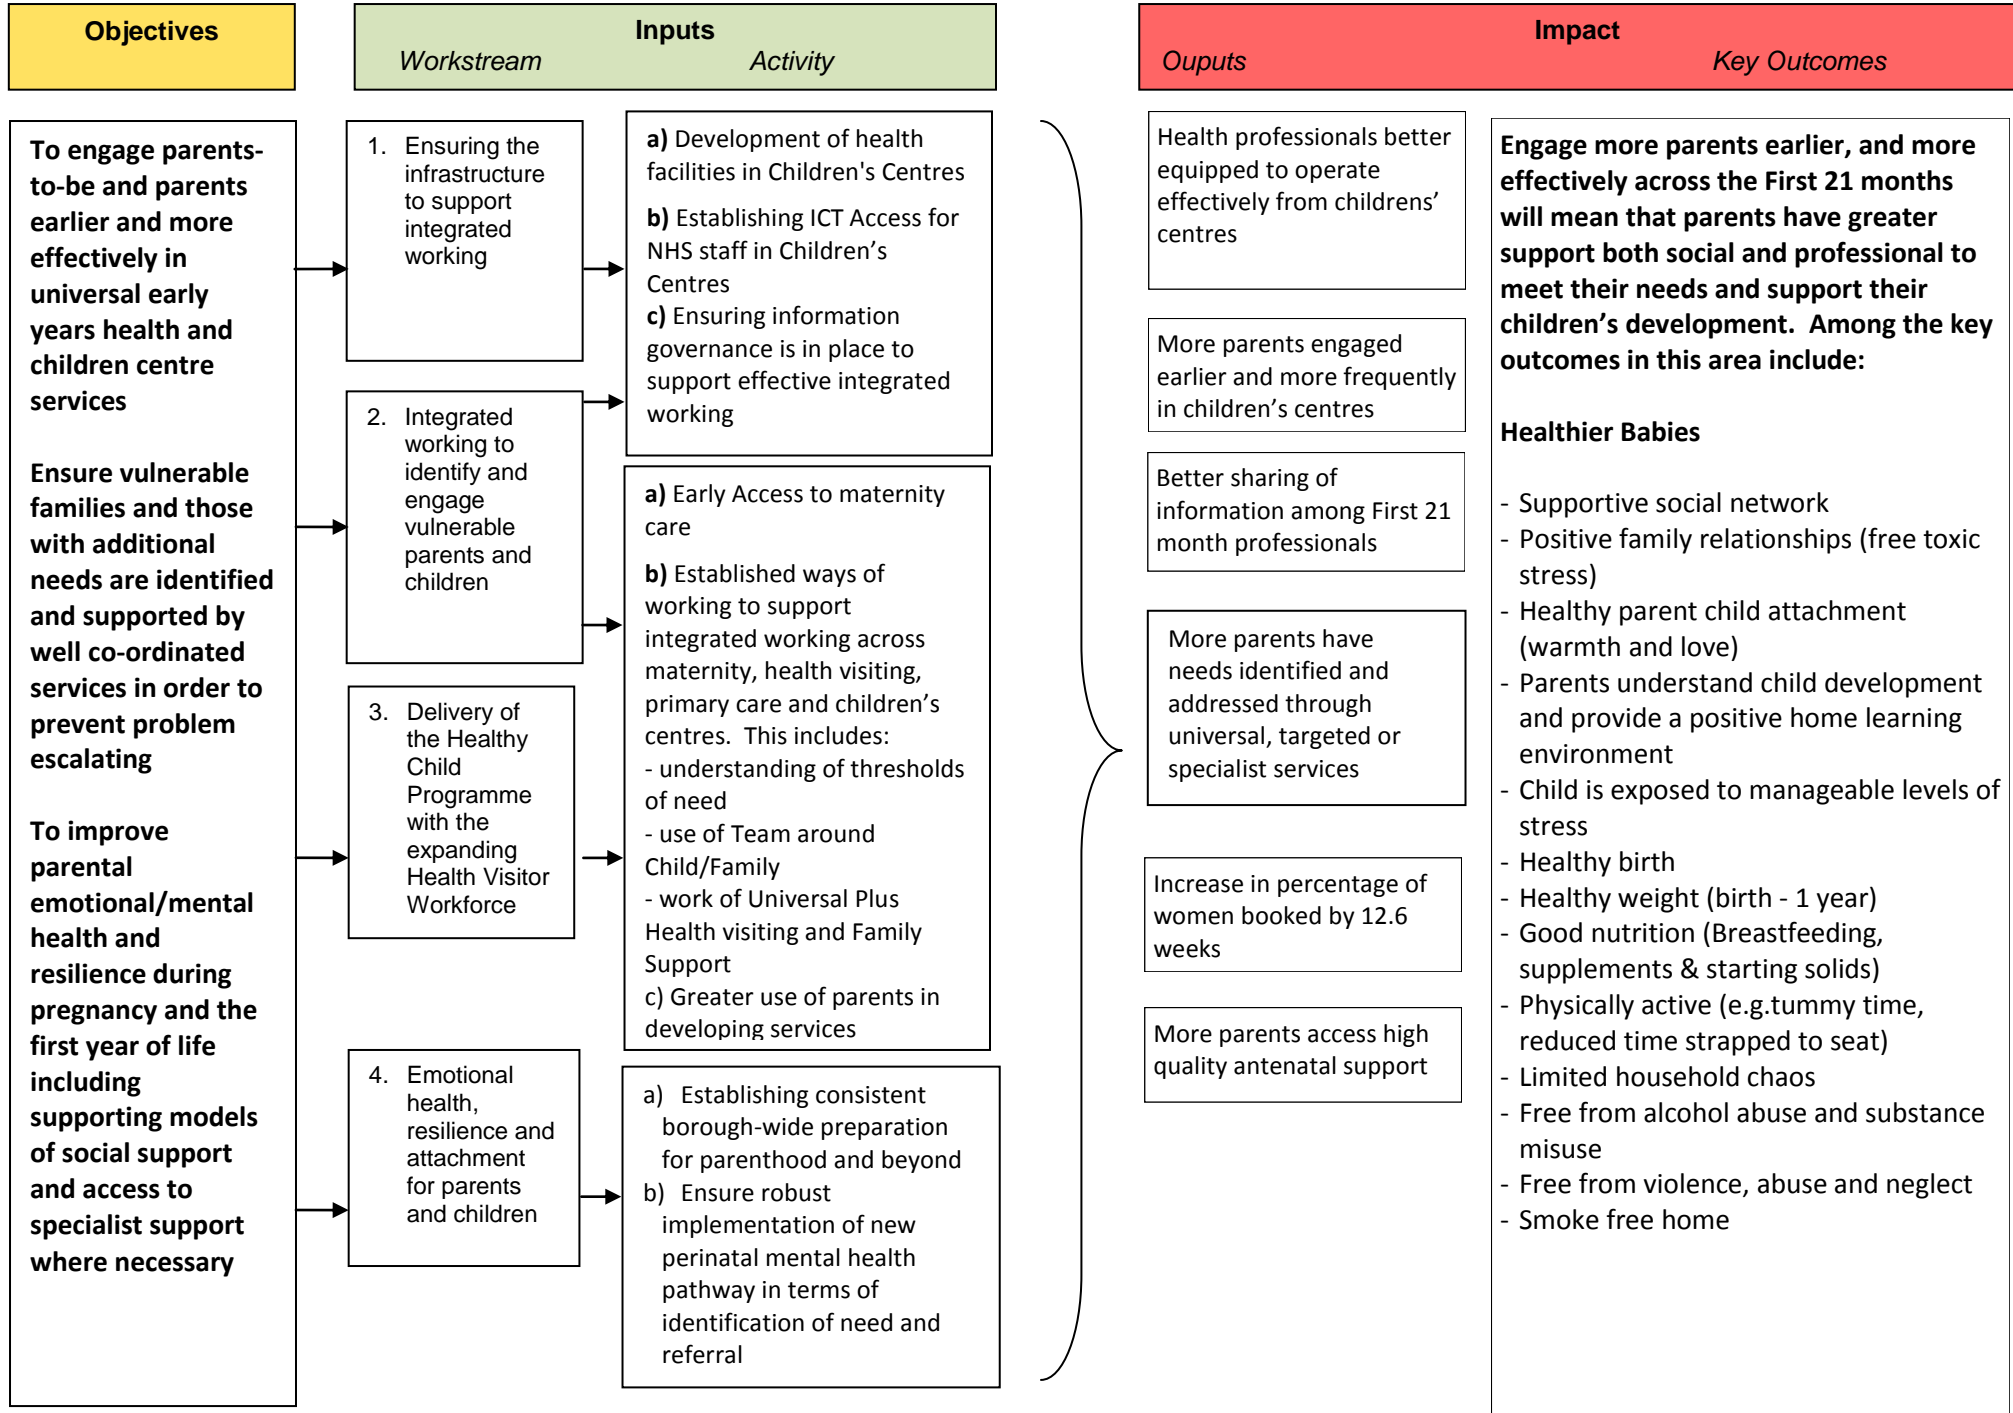 Objectives
Inputs
Workstream
Activity
Impact
Ouputs
Key Outcomes
To engage parents-
to-be and parents
earlier and more
effectively in
universal early
years health and
children centre
services
Ensure vulnerable
families and those
with additional
needs are identified
and supported by
well co-ordinated
services in order to
prevent problem
escalating
To improve
parental
emotional/mental
health and
resilience during
pregnancy and the
first year of life
including
supporting models
of social support
and access to
specialist support
where necessary
1. Ensuring the
infrastructure
to support
integrated
working
2. Integrated
working to
identify and
engage
vulnerable
parents and
children
3. Delivery of
the Healthy
Child
Programme
with the
expanding
Health Visitor
Workforce
4. Emotional
health,
resilience and
attachment
for parents
and children
a) Development of health
facilities in Children's Centres
b) Establishing ICT Access for
NHS staff in Children’s
Centres
c) Ensuring information
governance is in place to
support effective integrated
working
a) Early Access to maternity
care
b) Established ways of
working to support
integrated working across
maternity, health visiting,
primary care and children’s
centres.  This includes:
- understanding of thresholds
of need
- use of Team around
Child/Family
- work of Universal Plus
Health visiting and Family
Support
c) Greater use of parents in
developing services
a) Establishing consistent
borough-wide preparation
for parenthood and beyond
b) Ensure robust
implementation of new
perinatal mental health
pathway in terms of
identification of need and
referral
Health professionals better
equipped to operate
effectively from childrens’
centres
More parents engaged
earlier and more frequently
in children’s centres
Better sharing of
information among First 21
month professionals
More parents have
needs identified and
addressed through
universal, targeted or
specialist services
Increase in percentage of
women booked by 12.6
weeks
More parents access high
quality antenatal support
Engage more parents earlier, and more
effectively across the First 21 months
will mean that parents have greater
support both social and professional to
meet their needs and support their
children’s development.  Among the key
outcomes in this area include:
Healthier Babies
- Supportive social network
- Positive family relationships (free toxic
stress)
- Healthy parent child attachment
(warmth and love)
- Parents understand child development
and provide a positive home learning
environment
- Child is exposed to manageable levels of
stress
- Healthy birth
- Healthy weight (birth - 1 year)
- Good nutrition (Breastfeeding,
supplements & starting solids)
- Physically active (e.g.tummy time,
reduced time strapped to seat)
- Limited household chaos
- Free from alcohol abuse and substance
misuse
- Free from violence, abuse and neglect
- Smoke free home